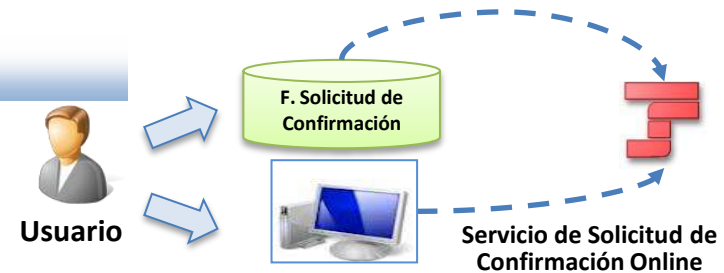 F. Solicitud de
Confirmación
Usuario
Servicio de Solicitud de
Confirmación Online